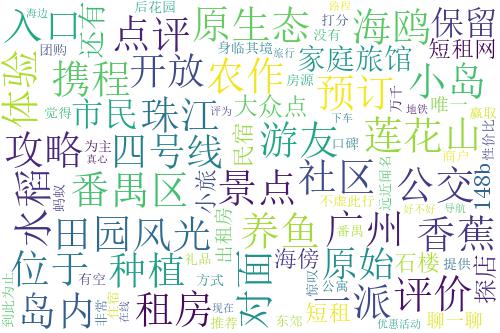 海边
后花园
路程
入口
还有
点评
原生态
打分
没有
海鸥
保留
团购
身临其境
旅行
家庭旅馆
短租网
体验
携程
开放
农作
预订
房源
万千
小岛
唯一
觉得
市民
珠江
大众点
评为
地铁
下车
赢取
攻略
四号线
民宿
游友
口碑
莲花山
性价比
为主
真心
小旅
商户
番禺区
景点
社区
不虚此行
远近闻名
公交
148b
水稻
蚂蚁
出租房
好不好
导航
田园风光
养鱼
广州
番禺
香蕉
位于
种植
对面
海傍
原始
石楼
提供
探店
到此为止
有空
礼品
方式
惊叹
公寓
岛内
非常
住宿
在线
租房
现在
推荐
东郊
短租
一派
评价
优惠活动
聊一聊